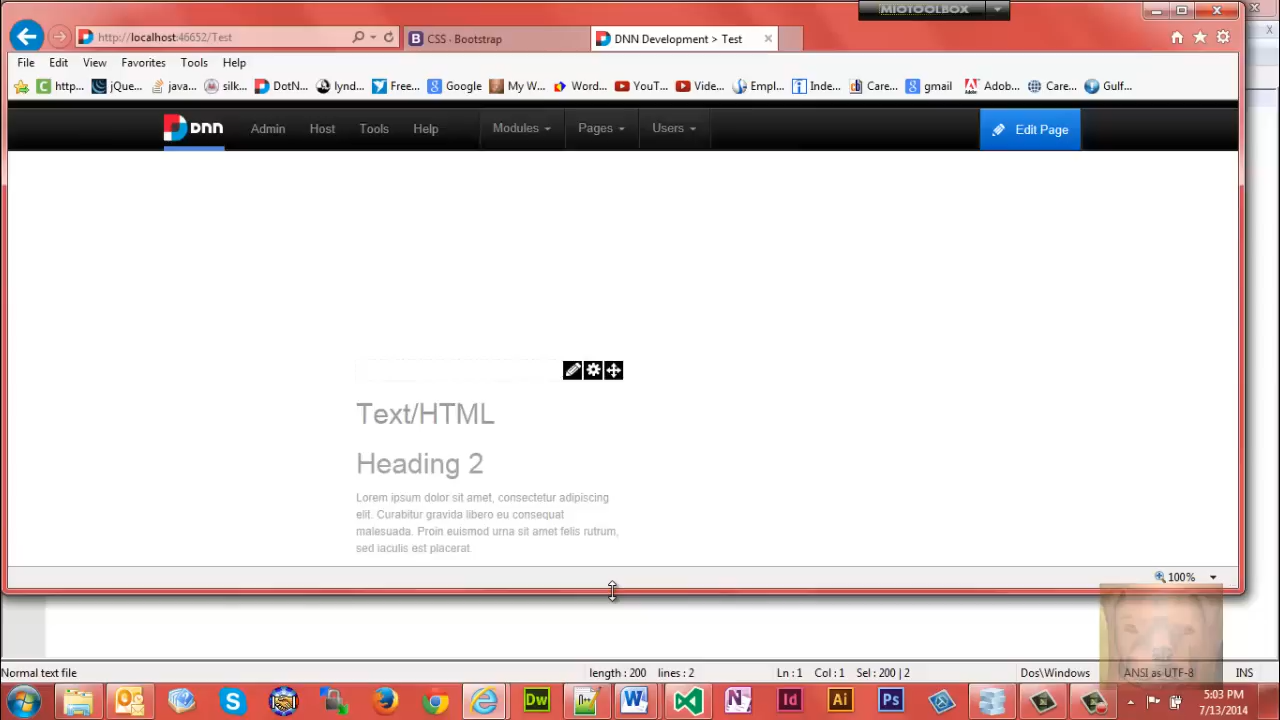 MIOTOOLBOX
http://localhost:46652/Test
CSS - Bootstrap
DNN Development > Test
File Edit View Favorites Tools Help
http... jQue... java... silk... DotN... lynd... Free... Google My W... Word... YouT... Vide... Empl... Inde... Care... gmail Adob... Care... Gulf...
DNN Admin Host Tools Help Modules Pages Users Edit Page
Text/HTML
Heading 2
Lorem ipsum dolor sit amet, consectetur adipiscing
elit. Curabitur gravida libero eu consequat
malesuada. Proin euismod urna sit amet felis rutrum,
sed iaculis est placerat.
100%
Normal text file length : 200 lines : 2 Ln : 1 Col : 1 Sel : 200 | 2 Dos\Windows ANSI as UTF-8 INS
Dw W N Id Ai Ps
5:03 PM
7/13/2014